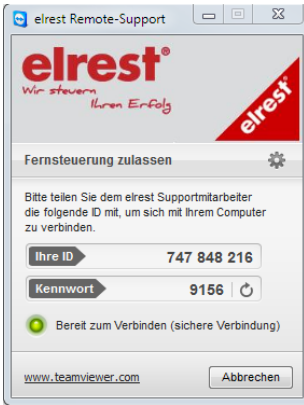 elrest Remote-Support
elrest®
Wir steuern
Ihren Erfolg
elrest®
Fernsteuerung zulassen
Bitte teilen Sie dem elrest Supportmitarbeiter
die folgende ID mit, um sich mit Ihrem Computer
zu verbinden.
Ihre ID 747 848 216
Kennwort 9156
Bereit zum Verbinden (sichere Verbindung)
www.teamviewer.com Abbrechen